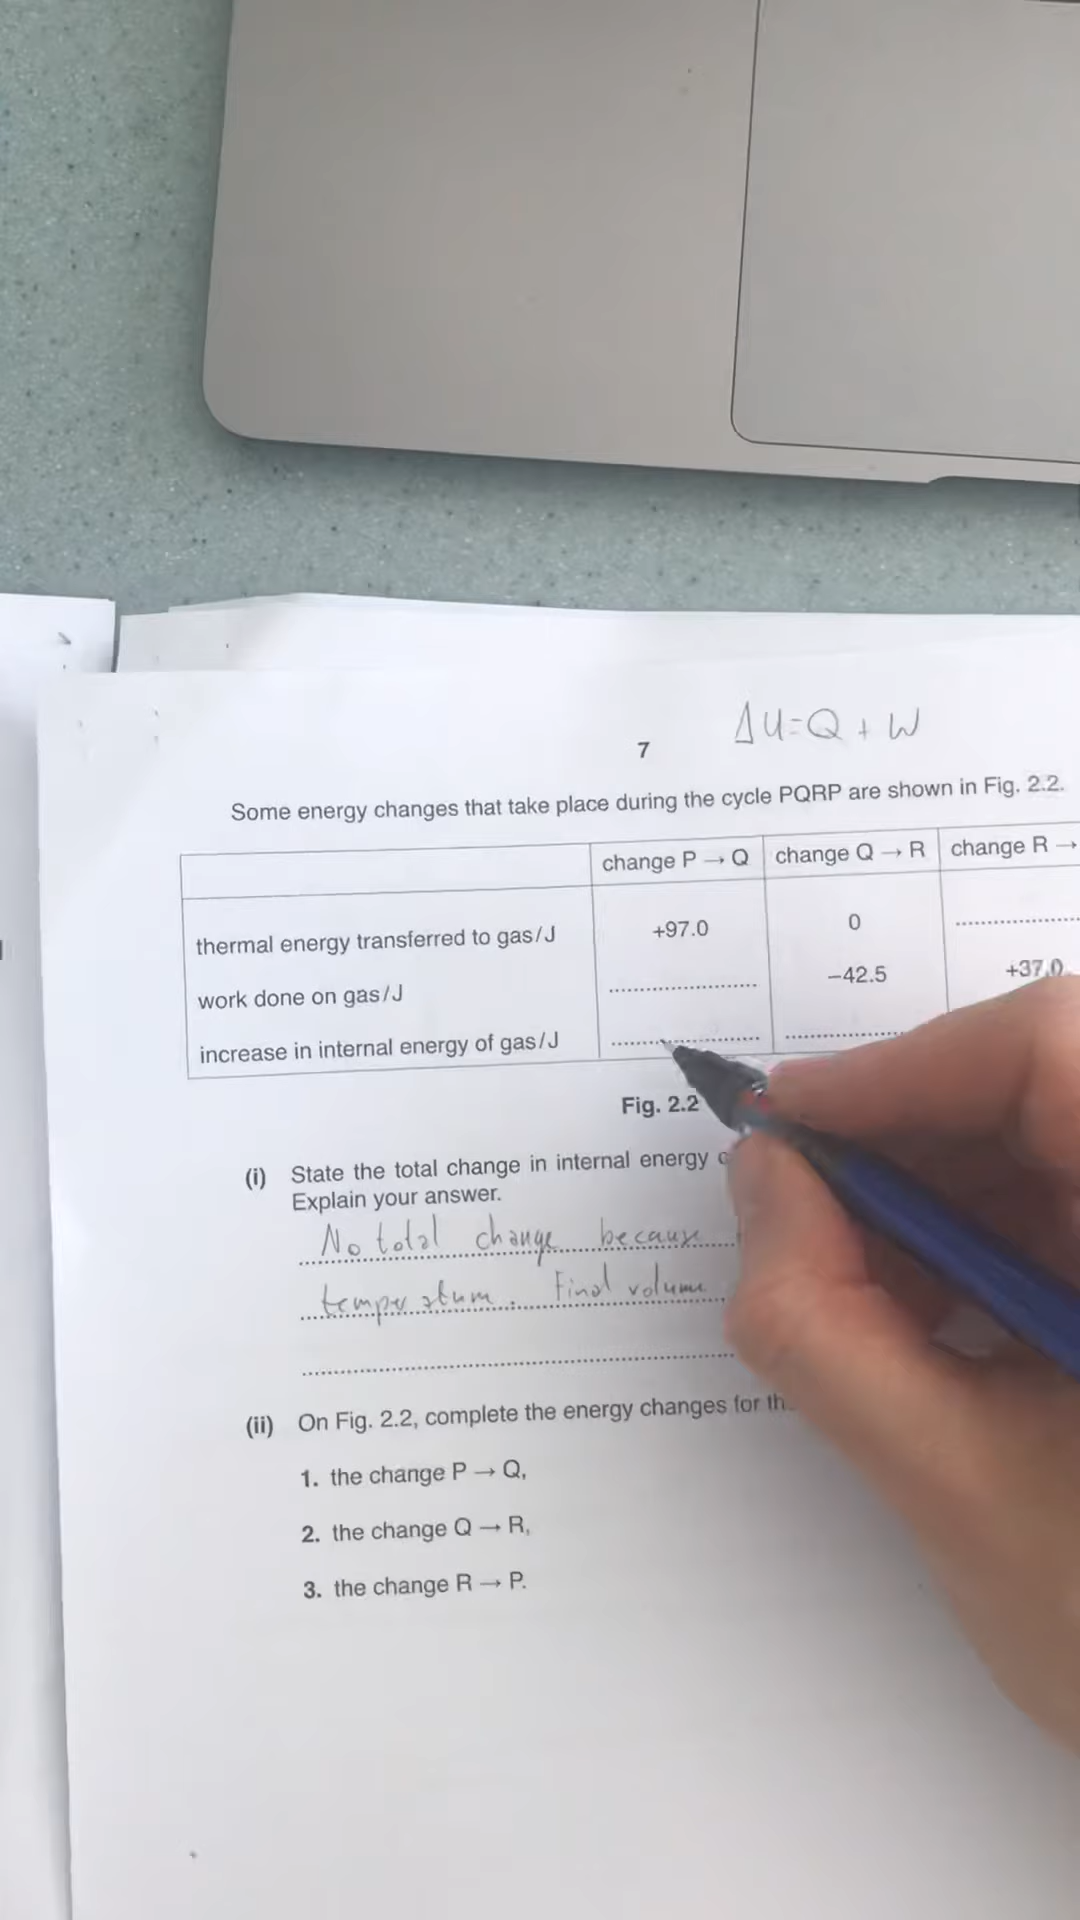 ΔU=Q + W
7
Some energy changes that take place during the cycle PQRP are shown in Fig. 2.2.
change P → Q change Q → R change R →
thermal energy transferred to gas/J +97.0 0 ....................
work done on gas/J .................... −42.5 +37.0
increase in internal energy of gas/J .................... ....................
Fig. 2.2
(i) State the total change in internal energy
Explain your answer.
No total change because
temperature. Final volume
(ii) On Fig. 2.2, complete the energy changes for
1. the change P → Q,
2. the change Q → R,
3. the change R → P.